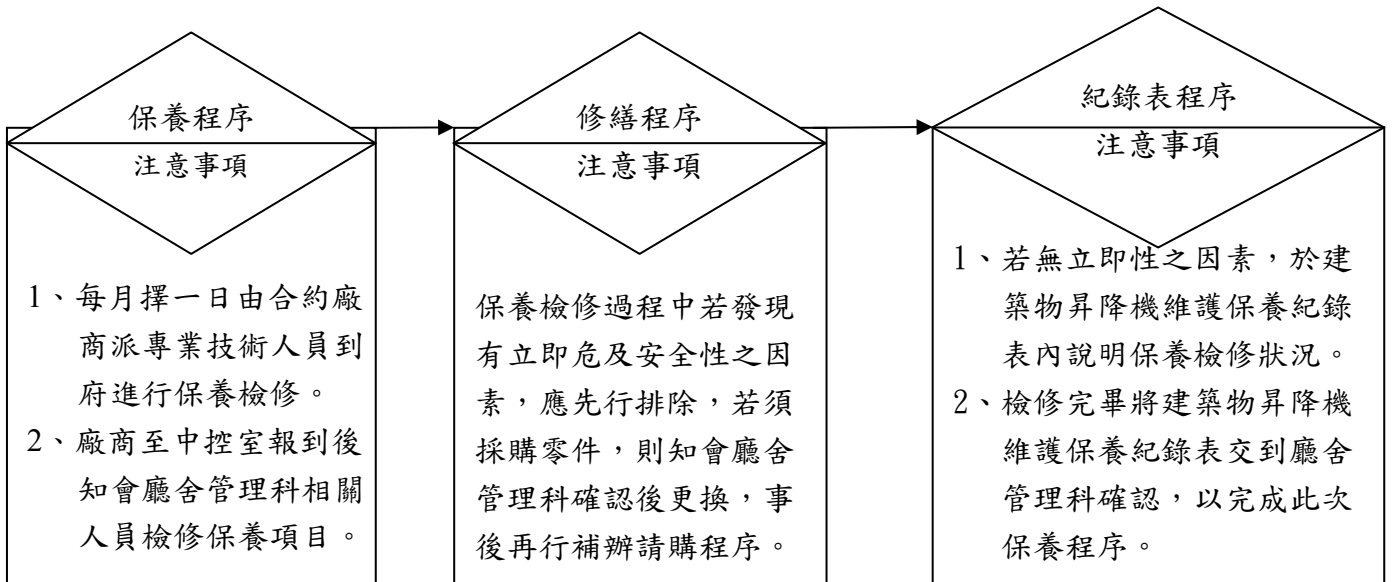 保養程序
注意事項
1、每月擇一日由合約廠
商派專業技術人員到
府進行保養檢修。
2、廠商至中控室報到後
知會廳舍管理科相關
人員檢修保養項目。
修繕程序
注意事項
保養檢修過程中若發現
有立即危及安全性之因
素，應先行排除，若須
採購零件，則知會廳舍
管理科確認後更換，事
後再行補辦請購程序。
紀錄表程序
注意事項
1、若無立即性之因素，於建
築物昇降機維護保養紀錄
表內說明保養檢修狀況。
2、檢修完畢將建築物昇降機
維護保養紀錄表交到廳舍
管理科確認，以完成此次
保養程序。